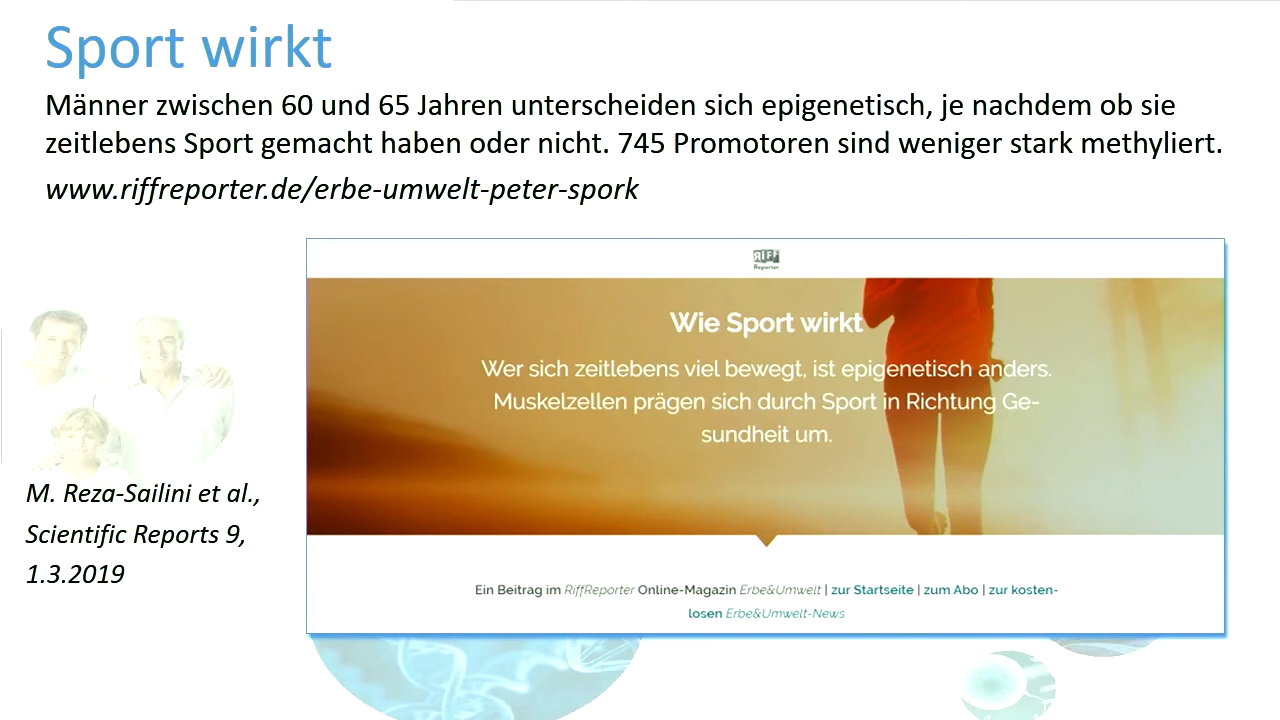 Sport wirkt
Männer zwischen 60 und 65 Jahren unterscheiden sich epigenetisch, je nachdem ob sie
zeitlebens Sport gemacht haben oder nicht. 745 Promotoren sind weniger stark methyliert.
www.riffreporter.de/erbe-umwelt-peter-spork
RIFF
Reporter
Wie Sport wirkt
Wer sich zeitlebens viel bewegt, ist epigenetisch anders.
Muskelzellen prägen sich durch Sport in Richtung Ge-
sundheit um.
M. Reza-Sailini et al.,
Scientific Reports 9,
1.3.2019
Ein Beitrag im RiffReporter Online-Magazin Erbe&Umwelt | zur Startseite | zum Abo | zur kosten-
losen Erbe&Umwelt-News